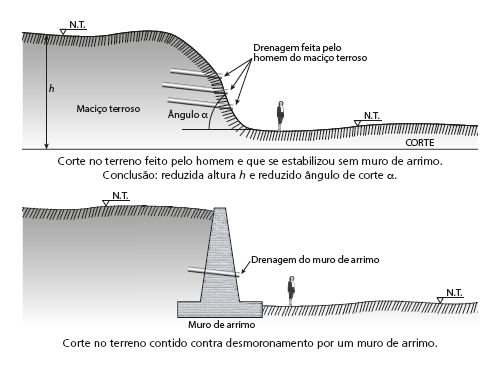 N.T.
Drenagem feita pelo
homem do maciço terroso
h
Maciço terroso
Ângulo α
N.T.
CORTE
Corte no terreno feito pelo homem e que se estabilizou sem muro de arrimo.
Conclusão: reduzida altura h e reduzido ângulo de corte α.
N.T.
Drenagem do muro de arrimo
N.T.
Muro de arrimo
Corte no terreno contido contra desmoronamento por um muro de arrimo.